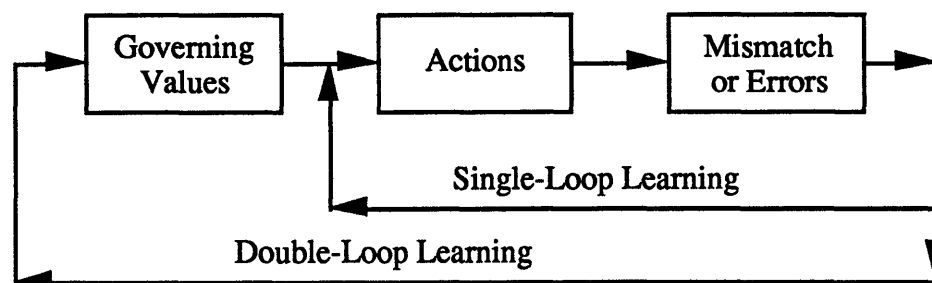 Governing
Values
Actions
Mismatch
or Errors
Single-Loop Learning
Double-Loop Learning